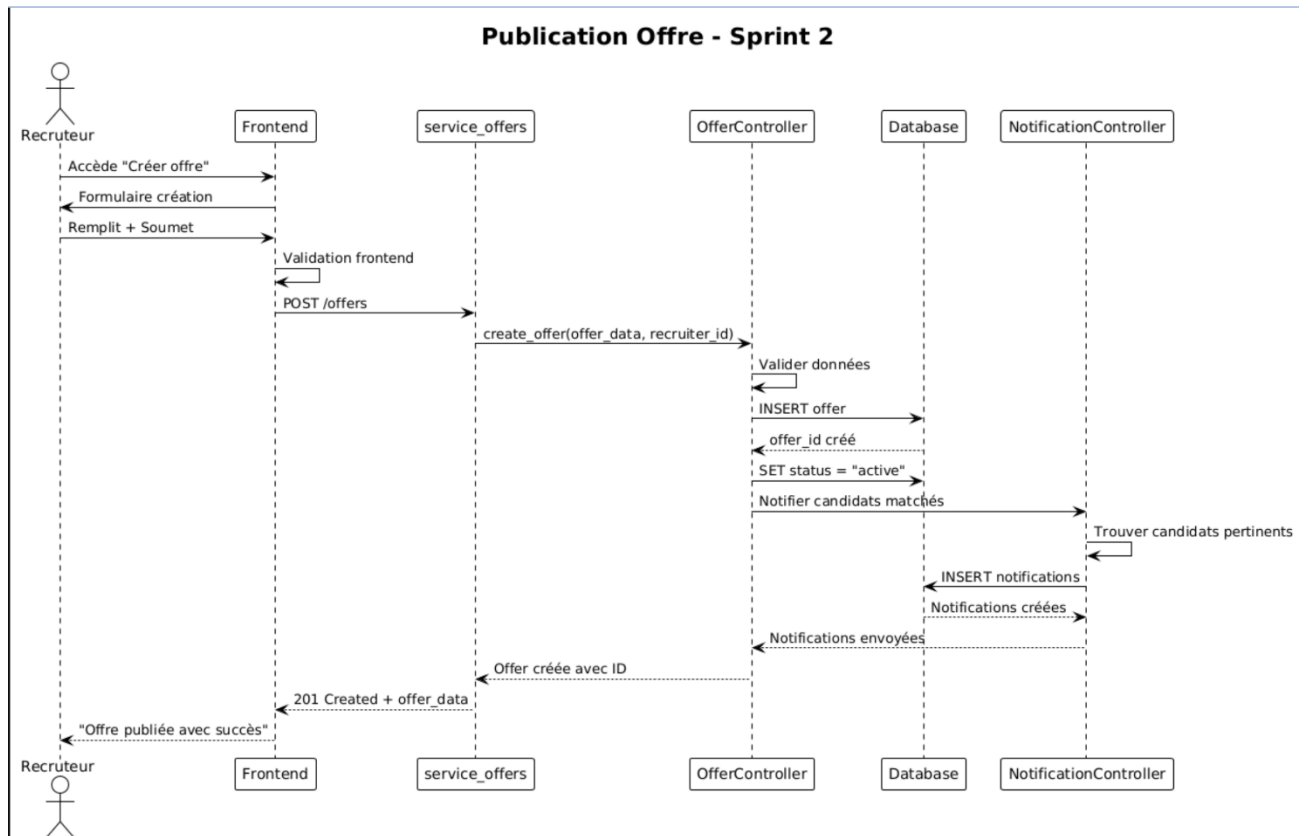 Publication Offre - Sprint 2
Recruteur
Frontend
service_offers
OfferController
Database
NotificationController
Accède "Créer offre"
Formulaire création
Remplit + Soumet
Validation frontend
POST /offers
create_offer(offer_data, recruiter_id)
Valider données
INSERT offer
offer_id créé
SET status = "active"
Notifier candidats matchés
Trouver candidats pertinents
INSERT notifications
Notifications créées
Notifications envoyées
Offer créée avec ID
201 Created + offer_data
"Offre publiée avec succès"
Recruteur
Frontend
service_offers
OfferController
Database
NotificationController